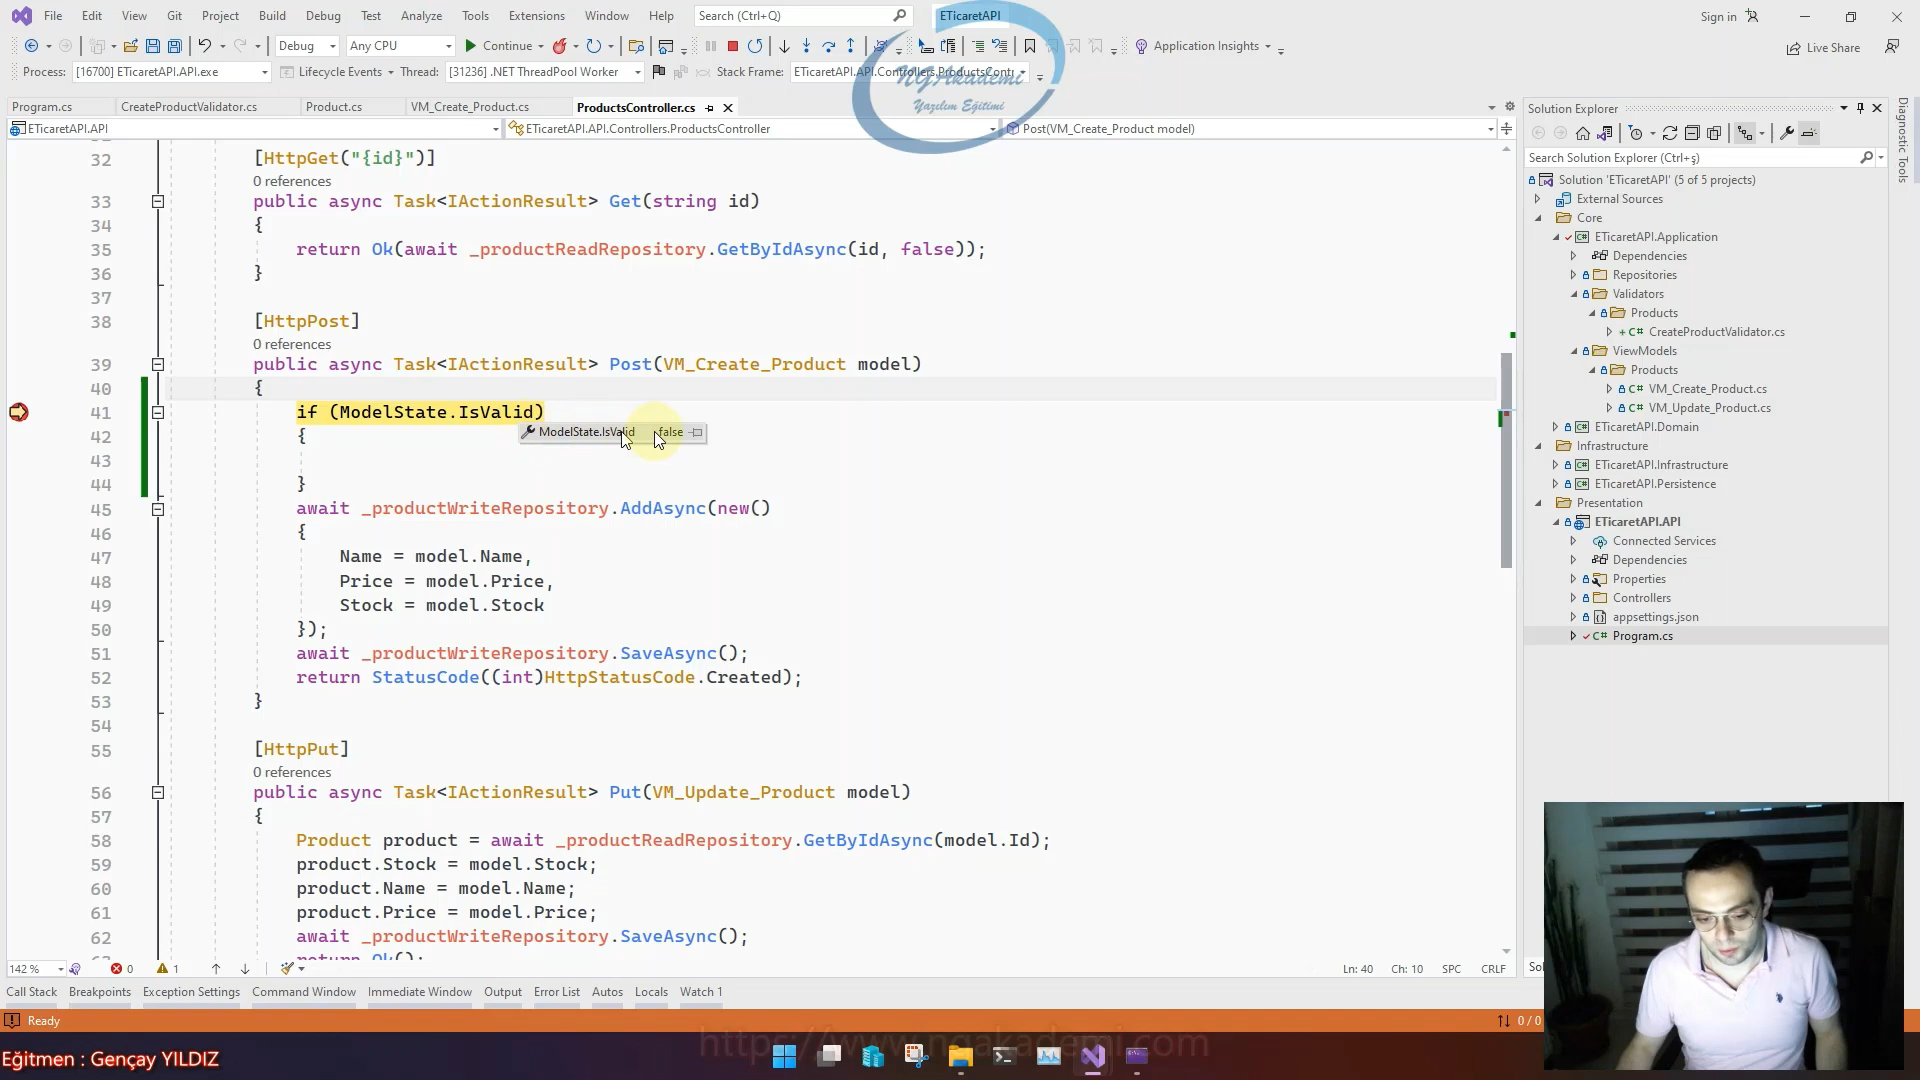 File Edit View Git Project Build Debug Test Analyze Tools Extensions Window Help Search (Ctrl+Q) ETicaretAPI Sign in
Debug Any CPU Continue Application Insights Live Share
Process: [16700] ETicaretAPI.API.exe Lifecycle Events Thread: [31236] .NET ThreadPool Worker Stack Frame: ETicaretAPI.API.Controllers.ProductsContr
NGAkademi
Yazılım Eğitimi
Program.cs CreateProductValidator.cs Product.cs VM_Create_Product.cs ProductsController.cs
ETicaretAPI.API ETicaretAPI.API.Controllers.ProductsController Post(VM_Create_Product model)
32 [HttpGet("{id}")]
0 references
33 public async Task<IActionResult> Get(string id)
34 {
35 return Ok(await _productReadRepository.GetByIdAsync(id, false));
36 }
37
38 [HttpPost]
0 references
39 public async Task<IActionResult> Post(VM_Create_Product model)
40 {
41 if (ModelState.IsValid)
42 {
ModelState.IsValid false
43
44 }
45 await _productWriteRepository.AddAsync(new()
46 {
47 Name = model.Name,
48 Price = model.Price,
49 Stock = model.Stock
50 });
51 await _productWriteRepository.SaveAsync();
52 return StatusCode((int)HttpStatusCode.Created);
53 }
54
55 [HttpPut]
0 references
56 public async Task<IActionResult> Put(VM_Update_Product model)
57 {
58 Product product = await _productReadRepository.GetByIdAsync(model.Id);
59 product.Stock = model.Stock;
60 product.Name = model.Name;
61 product.Price = model.Price;
62 await _productWriteRepository.SaveAsync();
return Ok();
142 % 0 1 Ln: 40 Ch: 10 SPC CRLF
Call Stack Breakpoints Exception Settings Command Window Immediate Window Output Error List Autos Locals Watch 1
Ready 0 / 0
Solution Explorer
Search Solution Explorer (Ctrl+ş)
Solution 'ETicaretAPI' (5 of 5 projects)
External Sources
Core
ETicaretAPI.Application
Dependencies
Repositories
Validators
Products
CreateProductValidator.cs
ViewModels
Products
VM_Create_Product.cs
VM_Update_Product.cs
ETicaretAPI.Domain
Infrastructure
ETicaretAPI.Infrastructure
ETicaretAPI.Persistence
Presentation
ETicaretAPI.API
Connected Services
Dependencies
Properties
Controllers
appsettings.json
Program.cs
Sol
Diagnostic Tools
Eğitmen : Gençay YILDIZ